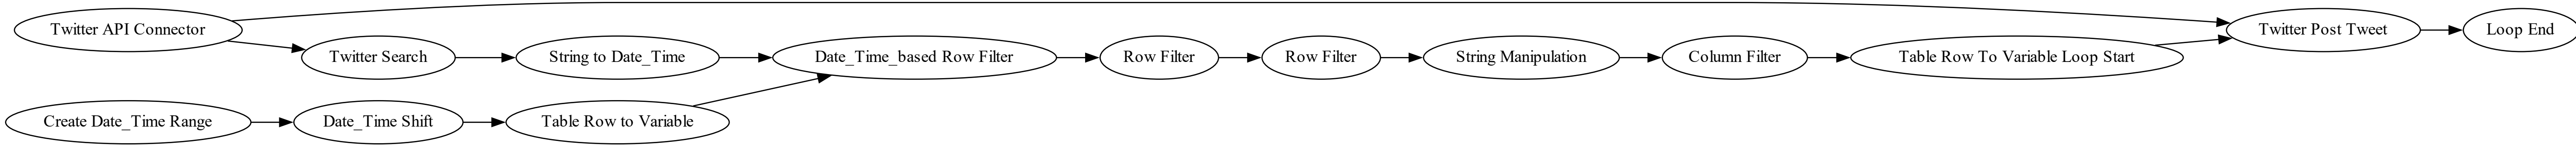 Twitter API Connector
Twitter Search
String to Date_Time
Date_Time_based Row Filter
Row Filter
Row Filter
String Manipulation
Column Filter
Table Row To Variable Loop Start
Twitter Post Tweet
Loop End
Create Date_Time Range
Date_Time Shift
Table Row to Variable